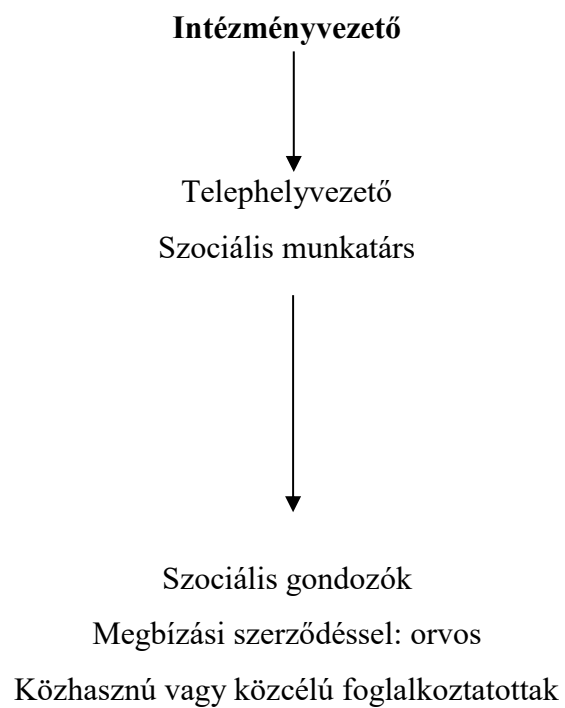 Intézményvezető
Telephelyvezető
Szociális munkatárs
Szociális gondozók
Megbízási szerződéssel: orvos
Közhasznú vagy közcélú foglalkoztatottak